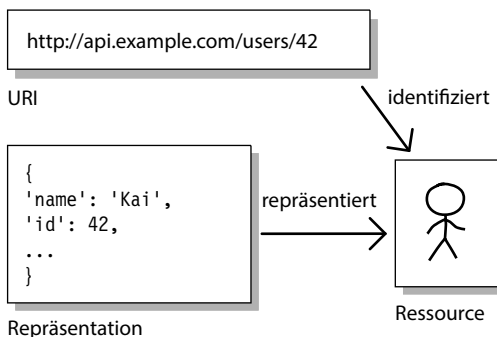 http://api.example.com/users/42
URI
identifiziert
{
'name': 'Kai',
'id': 42,
...
}
repräsentiert
Ressource
Repräsentation